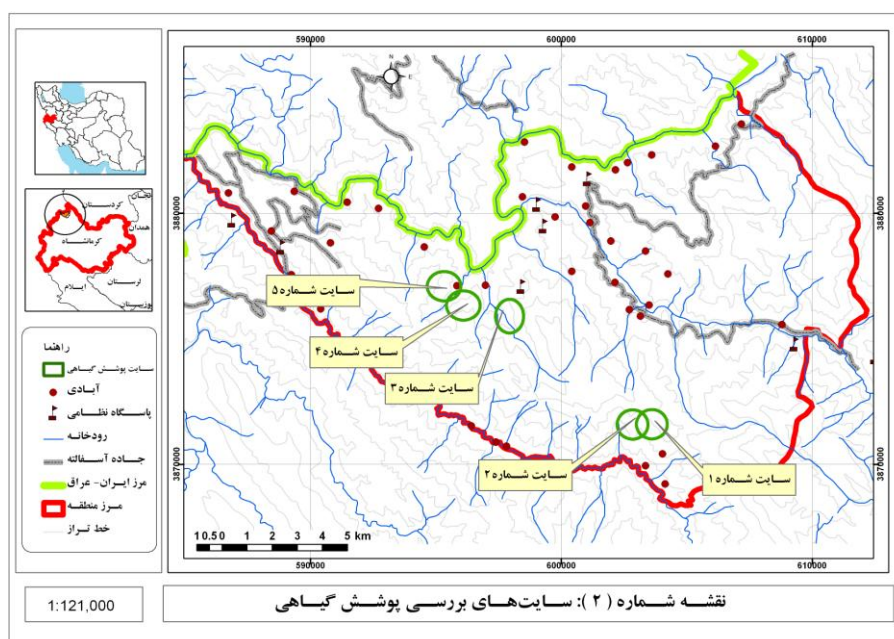 590000
600000
610000
3880000
3880000
3870000
3870000
590000
600000
610000
N
E
کردستان
همدان
کرمانشاه
لرستان
ایلام
خوزستان
راهنما
سایت پوشش گیاهی
آبادی
پاسگاه نظامی
رودخانه
جاده آسفالته
مرز ایران- عراق
مرز منطقه
خط تراز
سایت شماره ۵
سایت شماره ۴
سایت شماره ۳
سایت شماره ۲
سایت شماره ۱
1 0.5 0 1 2 3 4 5 km
1:121,000
نقشه شماره ( ۲ ): سایت‌های بررسی پوشش گیاهی